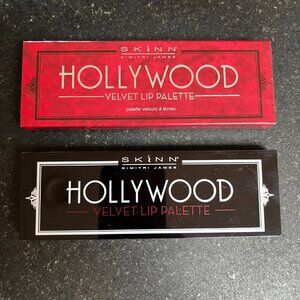 SKINN
DIMITRI JAMES
HOLLYWOOD
VELVET LIP PALETTE
palette velours à lèvres
SKINN
DIMITRI JAMES
HOLLYWOOD
VELVET LIP PALETTE